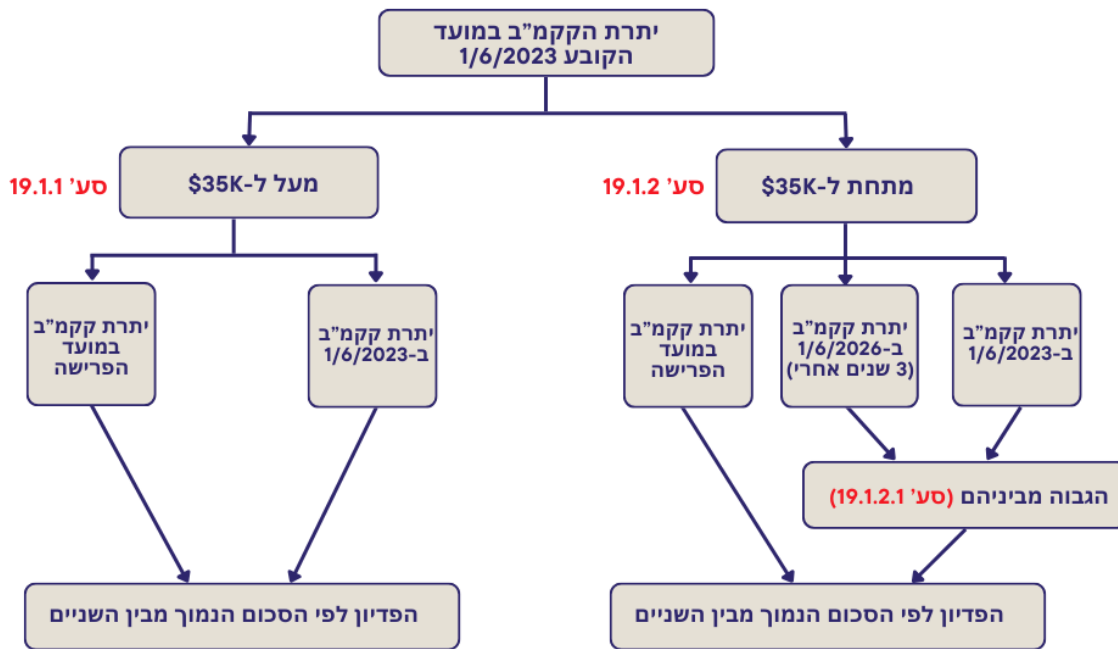 יתרת הקקמ"ב במועד
הקובע 1/6/2023
מתחת ל-35K$
סע' 19.1.2
מעל ל-35K$
סע' 19.1.1
יתרת קקמ"ב
ב-1/6/2023
יתרת קקמ"ב
ב-1/6/2026
(3 שנים אחרי)
יתרת קקמ"ב
במועד
הפרישה
יתרת קקמ"ב
ב-1/6/2023
יתרת קקמ"ב
במועד
הפרישה
הגבוה מביניהם (סע' 19.1.2.1)
הפדיון לפי הסכום הנמוך מבין השניים
הפדיון לפי הסכום הנמוך מבין השניים